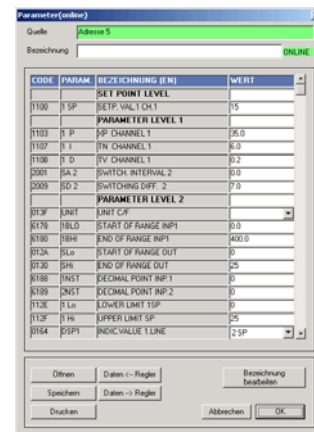 Parameter(online)
Quelle Adresse 5
Bezeichnung ONLINE
CODE PARAM. BEZEICHNUNG (EN) WERT
SET POINT LEVEL
1100 1 SP SETP. VAL.1 CH.1 15
PARAMETER LEVEL 1
1103 1 P XP CHANNEL 1 35.0
1107 1 I TN CHANNEL 1 6.0
1108 1 D TV CHANNEL 1 0.2
2001 SA 2 SWITCH. INTERVAL 2 0.0
2009 SD 2 SWITCHING DIFF. 2 7.0
PARAMETER LEVEL 2
013F UNIT UNIT C/F
6178 1BLO START OF RANGE INP1 0.0
6180 1BHI END OF RANGE INP1 400.0
012A SLo START OF RANGE OUT 0
0130 SHi END OF RANGE OUT 25
6188 1NST DECIMAL POINT INP.1 0
6189 2NST DECIMAL POINT INP.2 0
112E 1 Lo LOWER LIMIT 1SP 0
112F 1 Hi UPPER LIMIT SP 25
0164 DSP1 INDIC.VALUE 1.LINE 2 SP
Öffnen Daten <-- Regler Bezeichnung bearbeiten
Speichern Daten --> Regler
Drucken Abbrechen OK